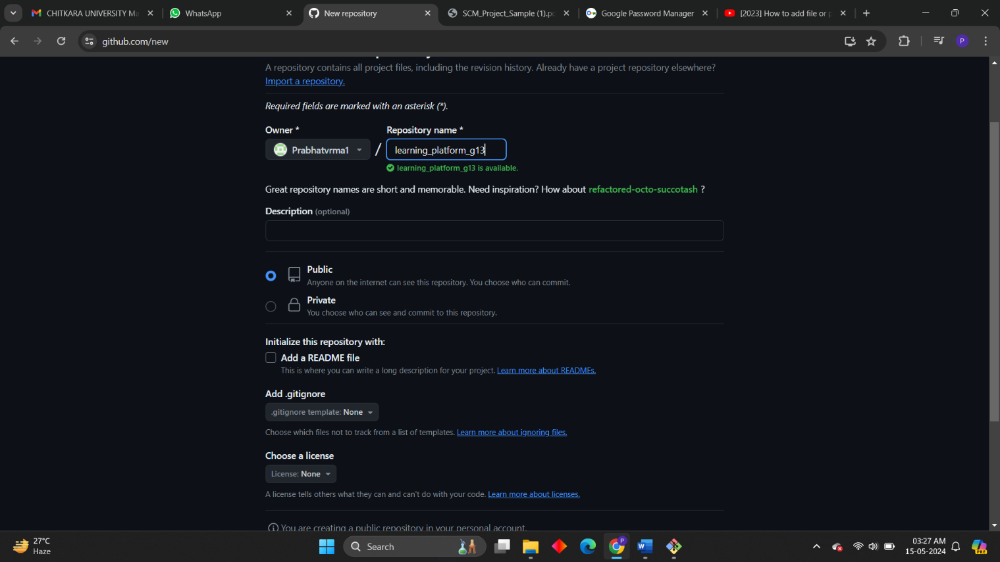 CHITKARA UNIVERSITY Ma
WhatsApp
New repository
SCM_Project_Sample (1).pd
Google Password Manager
[2023] How to add file or p
github.com/new
P
A repository contains all project files, including the revision history. Already have a project repository elsewhere?
Import a repository.
Required fields are marked with an asterisk (*).
Owner *
Repository name *
Prabhatvrma1
/
learning_platform_g13
learning_platform_g13 is available.
Great repository names are short and memorable. Need inspiration? How about refactored-octo-succotash ?
Description (optional)
Public
Anyone on the internet can see this repository. You choose who can commit.
Private
You choose who can see and commit to this repository.
Initialize this repository with:
Add a README file
This is where you can write a long description for your project. Learn more about READMEs.
Add .gitignore
.gitignore template: None
Choose which files not to track from a list of templates. Learn more about ignoring files.
Choose a license
License: None
A license tells others what they can and can't do with your code. Learn more about licenses.
You are creating a public repository in your personal account.
27°C
Haze
Search
03:27 AM
15-05-2024
PRE